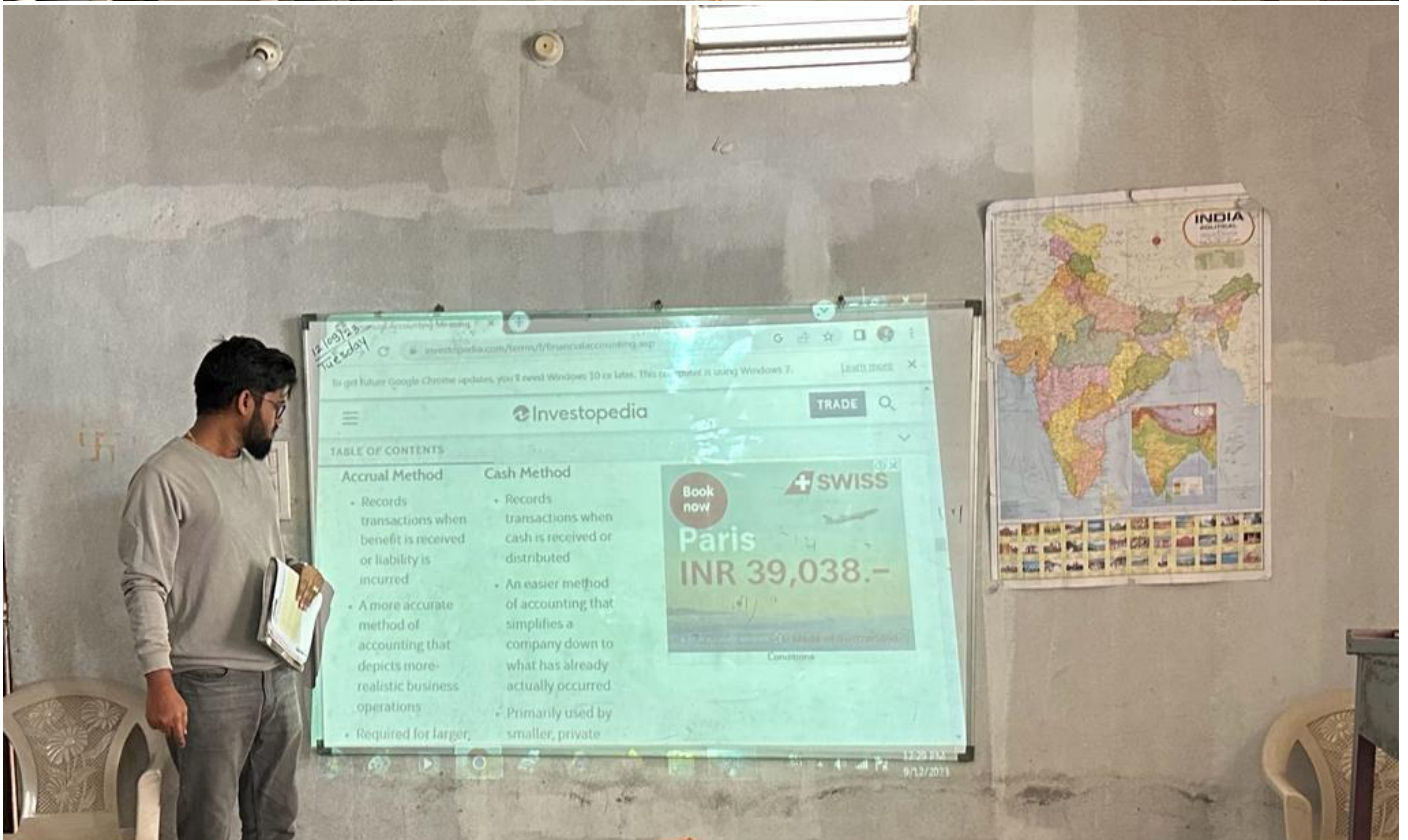 12/09/23
Tuesday
investopedia.com/terms/f/financialaccounting.asp
To get future Google Chrome updates, you'll need Windows 10 or later. This computer is using Windows 7.
Learn more
Investopedia
TRADE
TABLE OF CONTENTS
Accrual Method
• Records
transactions when
benefit is received
or liability is
incurred
• A more accurate
method of
accounting that
depicts more-
realistic business
operations
• Required for larger,
Cash Method
• Records
transactions when
cash is received or
distributed
• An easier method
of accounting that
simplifies a
company down to
what has already
actually occurred
• Primarily used by
smaller, private
Book
now
SWISS
Paris
INR 39,038.–
Conditions
9/12/2023
INDIA
POLITICAL